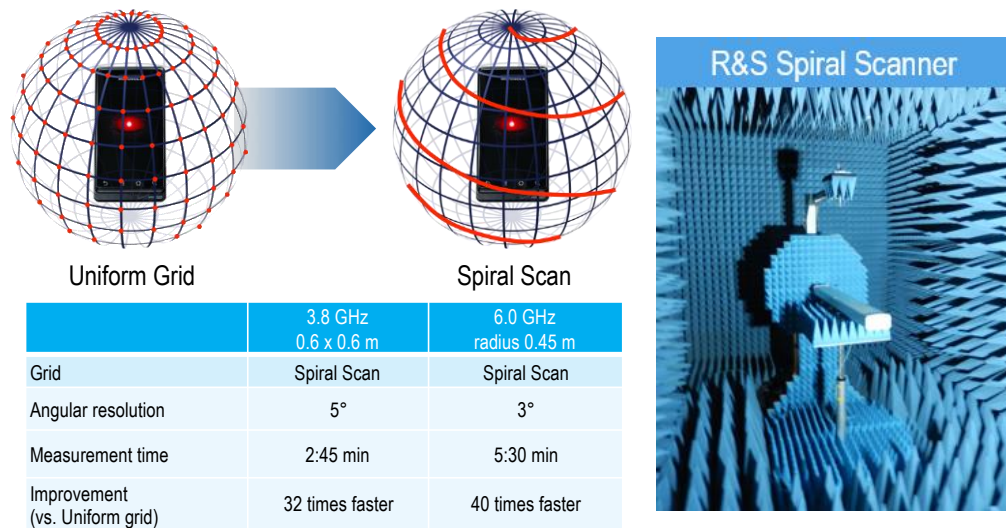 R&S Spiral Scanner
Uniform Grid
Spiral Scan
3.8 GHz
0.6 x 0.6 m
6.0 GHz
radius 0.45 m
Grid
Spiral Scan
Spiral Scan
Angular resolution
5°
3°
Measurement time
2:45 min
5:30 min
Improvement
(vs. Uniform grid)
32 times faster
40 times faster